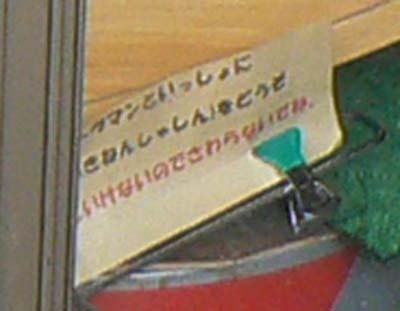 ウマンといっしょに
きねんしゃしん」をどうぞ
いけないのでさわらないでね。